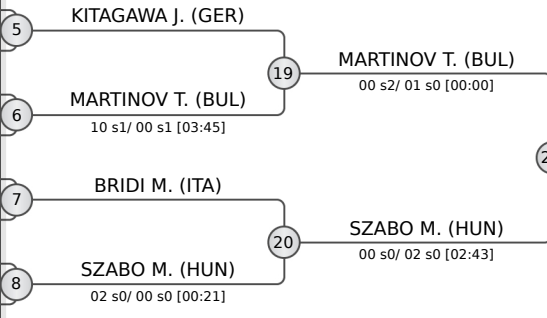 5
KITAGAWA J. (GER)
19
MARTINOV T. (BUL)
00 s2/ 01 s0 [00:00]
6
MARTINOV T. (BUL)
10 s1/ 00 s1 [03:45]
7
BRIDI M. (ITA)
20
SZABO M. (HUN)
00 s0/ 02 s0 [02:43]
8
SZABO M. (HUN)
02 s0/ 00 s0 [00:21]